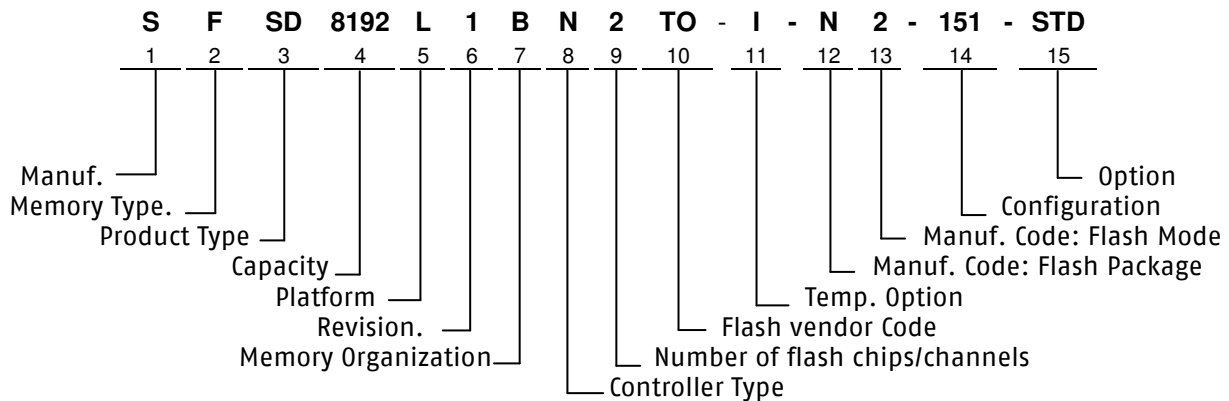 S F SD 8192 L 1 B N 2 TO - I - N 2 - 151 - STD
1 2 3 4 5 6 7 8 9 10 11 12 13 14 15
Manuf.
Option
Memory Type.
Configuration
Product Type
Manuf. Code: Flash Mode
Capacity
Manuf. Code: Flash Package
Platform
Temp. Option
Revision.
Flash vendor Code
Memory Organization
Number of flash chips/channels
Controller Type